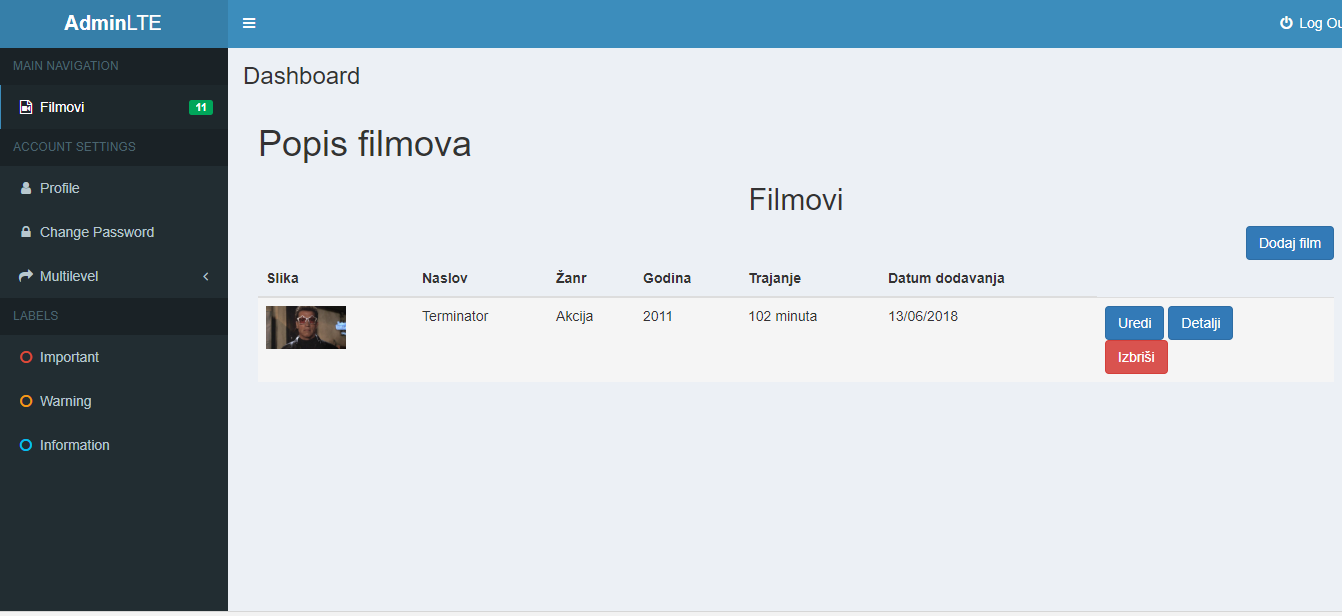 AdminLTE
Log Ou
MAIN NAVIGATION
Filmovi 11
ACCOUNT SETTINGS
Profile
Change Password
Multilevel
LABELS
Important
Warning
Information
Dashboard
Popis filmova
Filmovi
Dodaj film
Slika Naslov Žanr Godina Trajanje Datum dodavanja
Terminator Akcija 2011 102 minuta 13/06/2018 Uredi Detalji
Izbriši